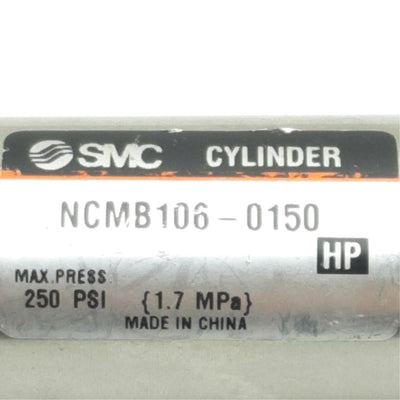 SMC CYLINDER
NCMB106-0150
HP
MAX.PRESS
250 PSI {1.7 MPa}
MADE IN CHINA